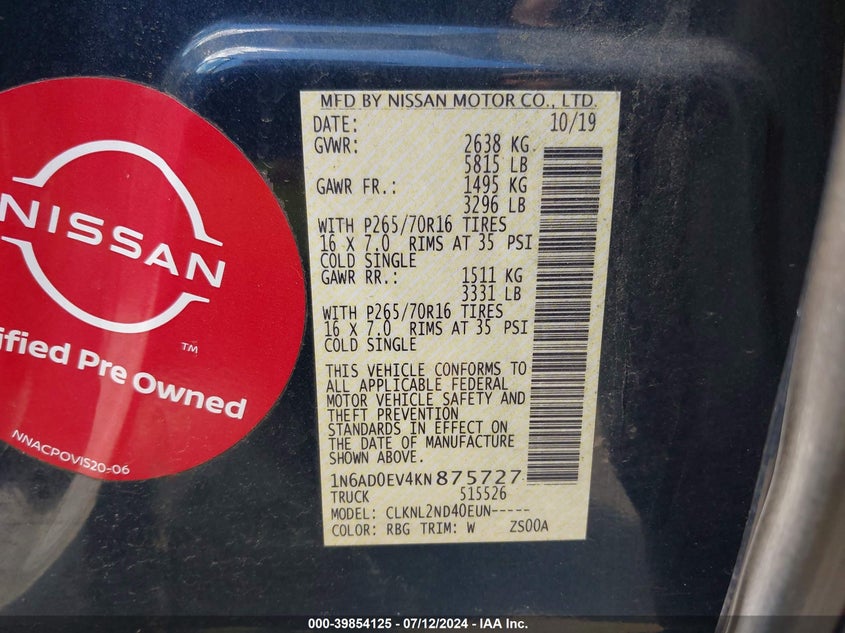 NISSAN
TM
ified Pre Owned
NNACPOVIS20-06
MFD BY NISSAN MOTOR CO., LTD.
DATE: 10/19
GVWR: 2638 KG
5815 LB
GAWR FR.: 1495 KG
3296 LB
WITH P265/70R16 TIRES
16 X 7.0 RIMS AT 35 PSI
COLD SINGLE
GAWR RR.: 1511 KG
3331 LB
WITH P265/70R16 TIRES
16 X 7.0 RIMS AT 35 PSI
COLD SINGLE
THIS VEHICLE CONFORMS TO
ALL APPLICABLE FEDERAL
MOTOR VEHICLE SAFETY AND
THEFT PREVENTION
STANDARDS IN EFFECT ON
THE DATE OF MANUFACTURE
SHOWN ABOVE.
1N6AD0EV4KN875727
TRUCK 515526
MODEL: CLKNL2ND40EUN-----
COLOR: RBG TRIM: W ZS00A
000-39854125 - 07/12/2024 - IAA Inc.